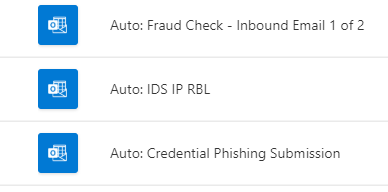 Auto: Fraud Check - Inbound Email 1 of 2
Auto: IDS IP RBL
Auto: Credential Phishing Submission